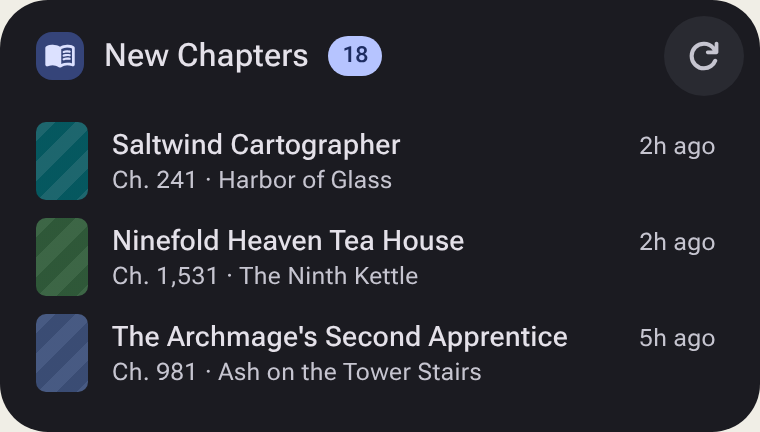 New Chapters 18
Saltwind Cartographer 2h ago
Ch. 241 · Harbor of Glass
Ninefold Heaven Tea House 2h ago
Ch. 1,531 · The Ninth Kettle
The Archmage's Second Apprentice 5h ago
Ch. 981 · Ash on the Tower Stairs